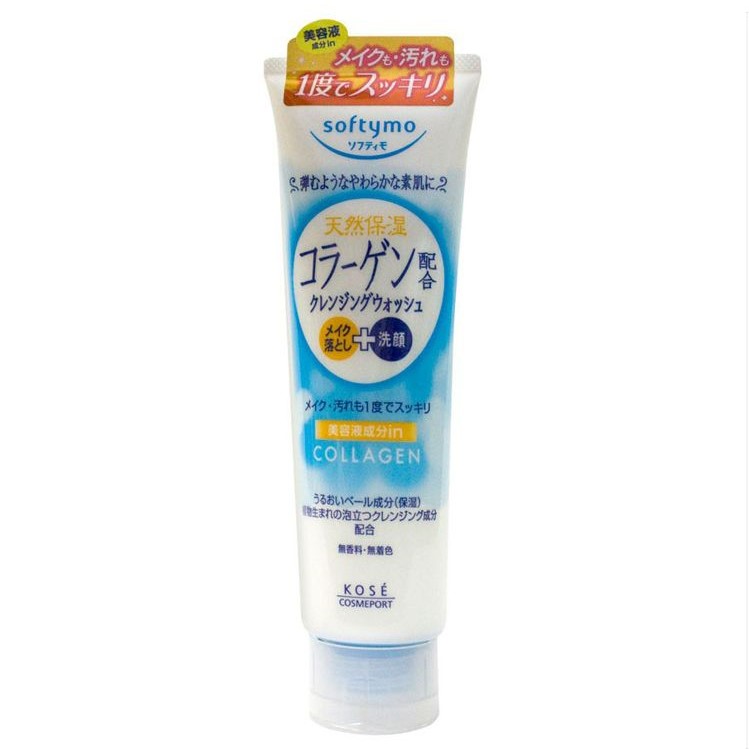 美容液
成分in
メイクも・汚れも
1度でスッキリ
softymo
ソフティモ
弾むようなやわらかな素肌に
天然保湿
コラーゲン配合
クレンジングウォッシュ
メイク落とし+洗顔
メイク・汚れも1度でスッキリ
美容液成分in
COLLAGEN
うるおいベール成分(保湿)
植物生まれの泡立つクレンジング成分
配合
無香料・無着色
KOSÉ
COSMEPORT